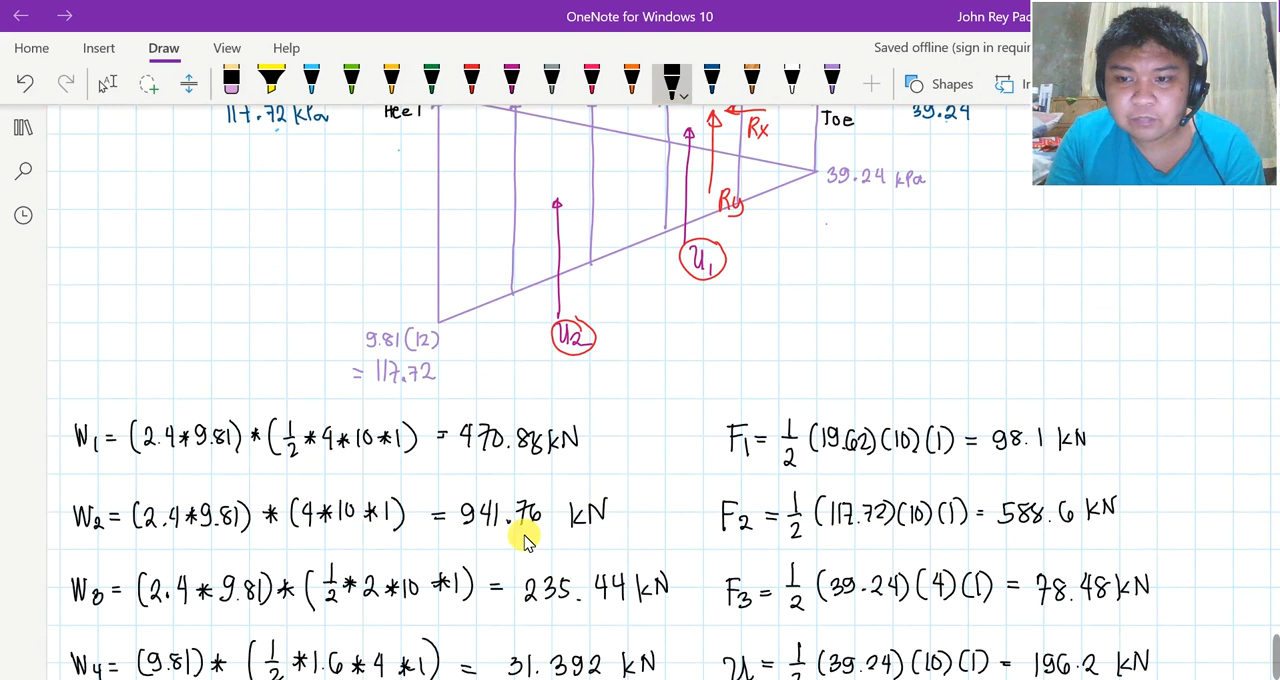 OneNote for Windows 10
John Rey Pac
Home Insert Draw View Help
Saved offline (sign in requir
Shapes
In
117.72 kPa
Heel
Rx
Toe
39.24
39.24 kPa
Ry
U1
U2
9.81(12)
= 117.72
W1 = (2.4*9.81) * (1/2 * 4 * 10 * 1) = 470.88 kN
F1 = 1/2 (19.62)(10)(1) = 98.1 kN
W2 = (2.4*9.81) * (4*10*1) = 941.76 kN
F2 = 1/2 (117.72)(10)(1) = 588.6 kN
W3 = (2.4*9.81)*(1/2*2*10*1) = 235.44 kN
F3 = 1/2 (39.24)(4)(1) = 78.48 kN
W4 = (9.81)* (1/2 *1.6*4*1) = 31.392 kN
= 1/2 (39.24)(10)(1) = 196.2 kN